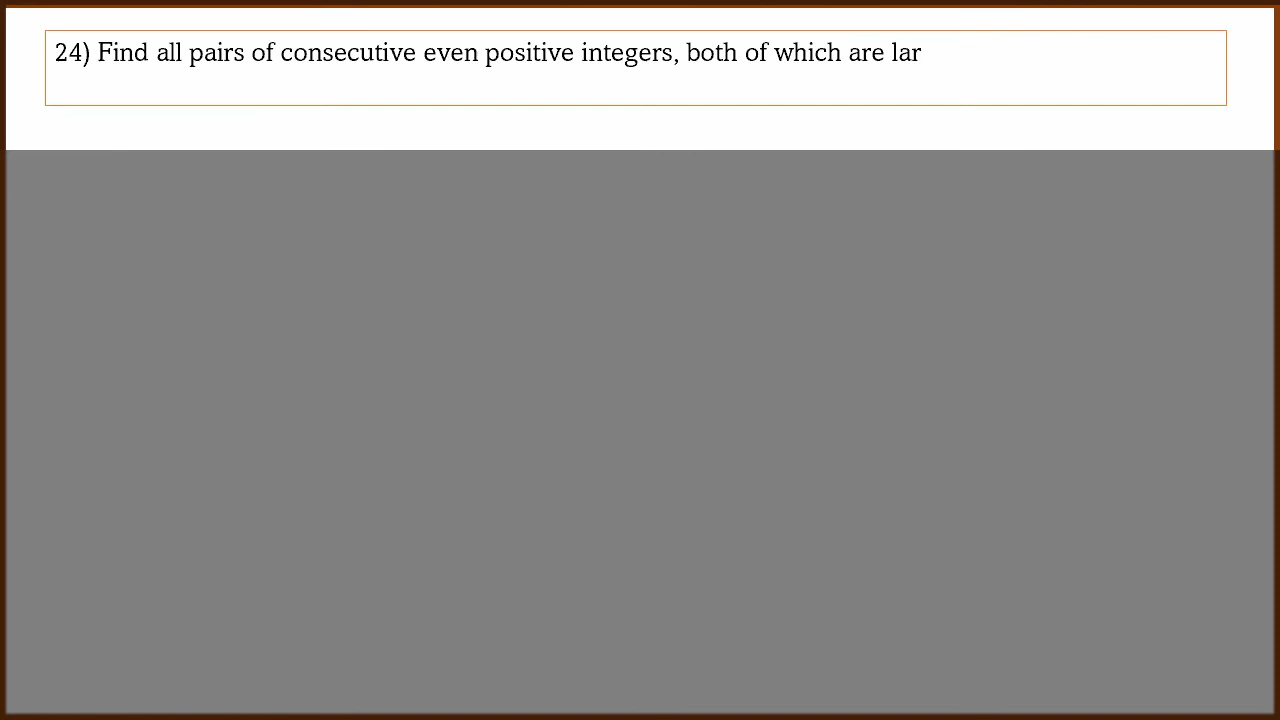 24) Find all pairs of consecutive even positive integers, both of which are lar